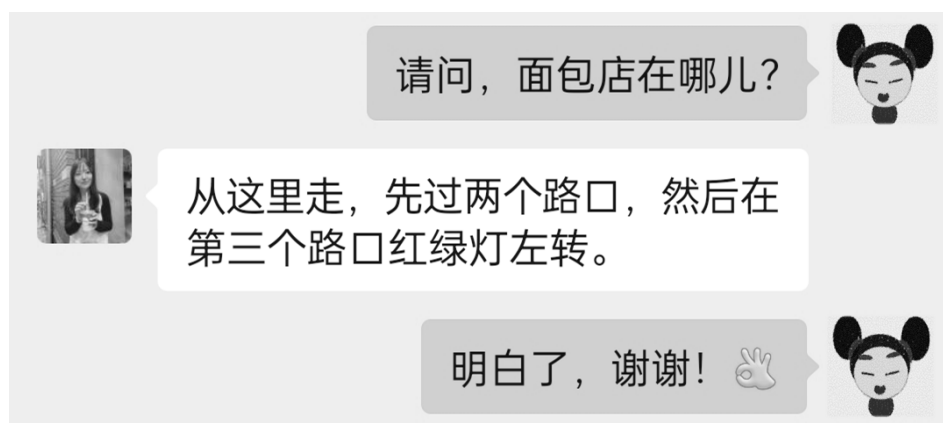 请问，面包店在哪儿？
从这里走，先过两个路口，然后在
第三个路口红绿灯左转。
明白了，谢谢！👌